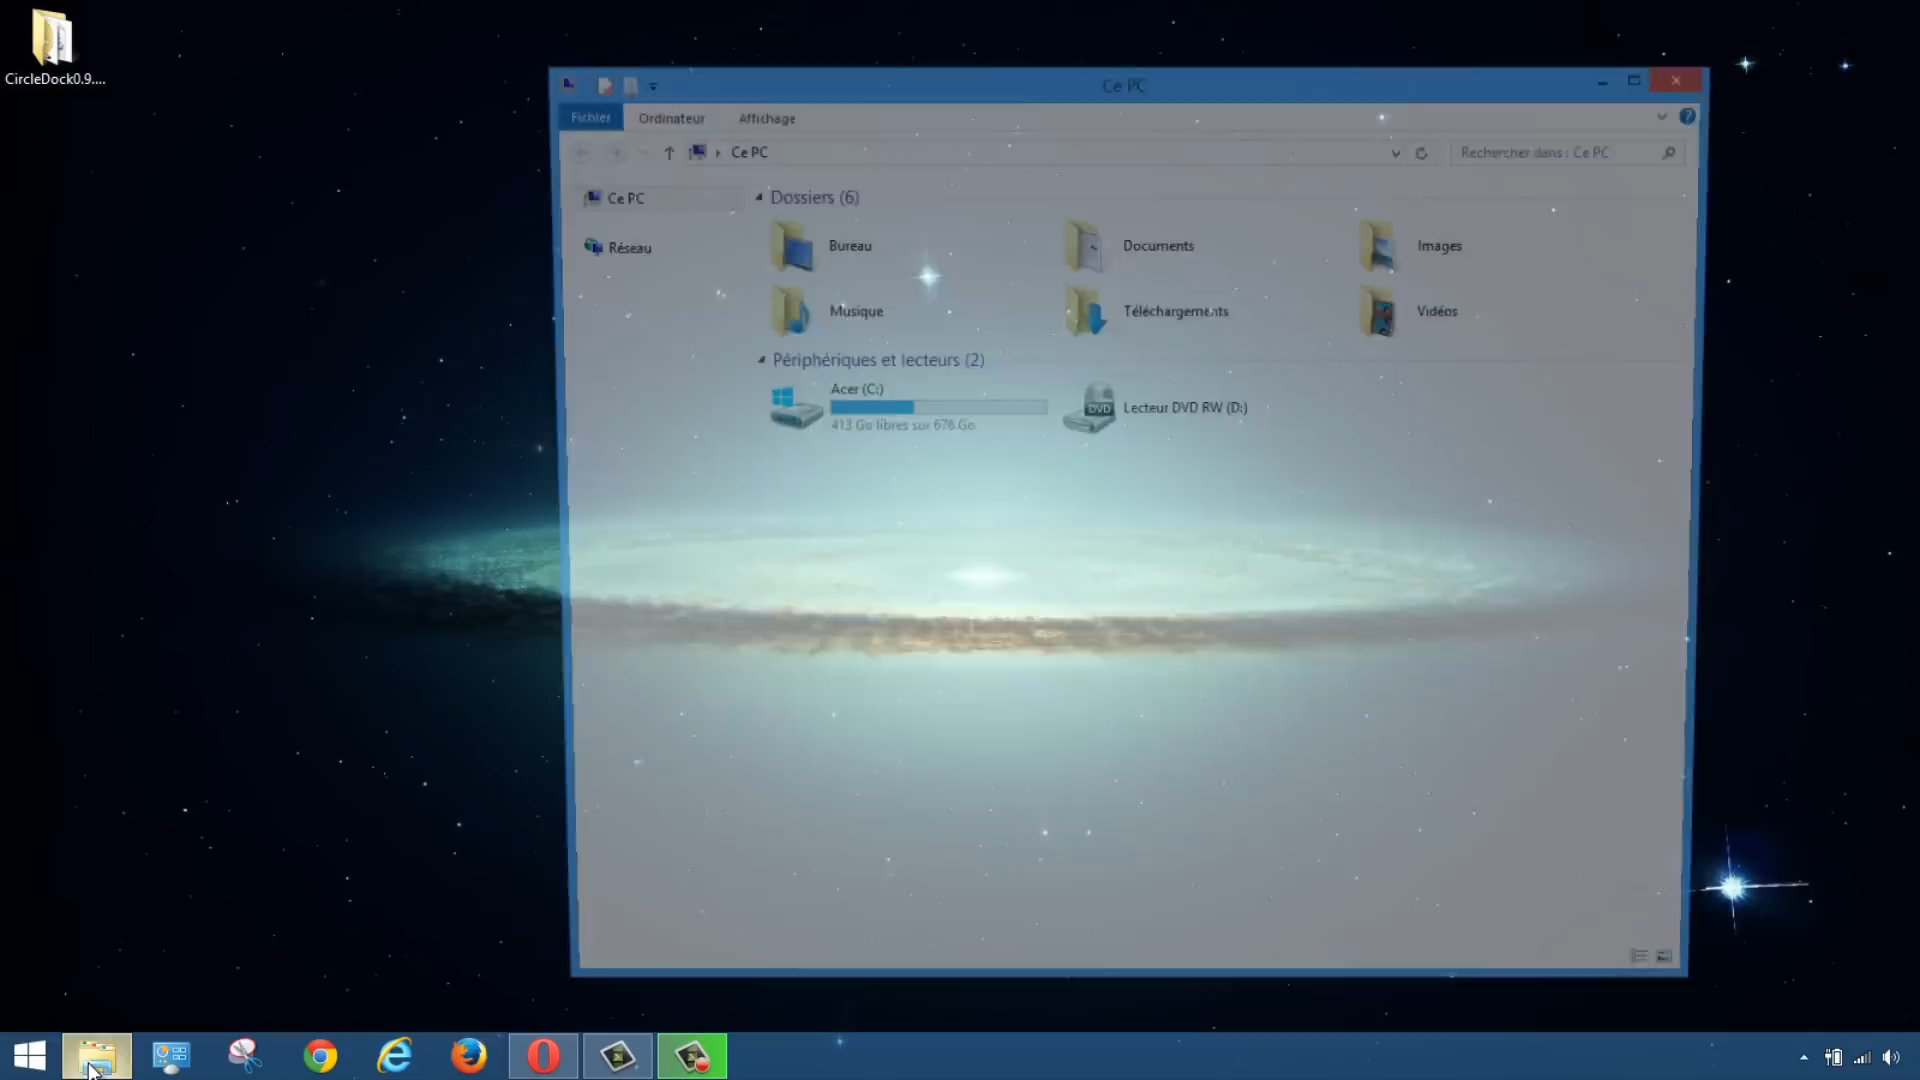 CircleDock0.9....
Ce PC
Fichier
Ordinateur
Affichage
Ce PC
Rechercher dans : Ce PC
Ce PC
Réseau
Dossiers (6)
Bureau
Documents
Images
Musique
Téléchargements
Vidéos
Périphériques et lecteurs (2)
Acer (C:)
413 Go libres sur 676 Go
DVD
Lecteur DVD RW (D:)